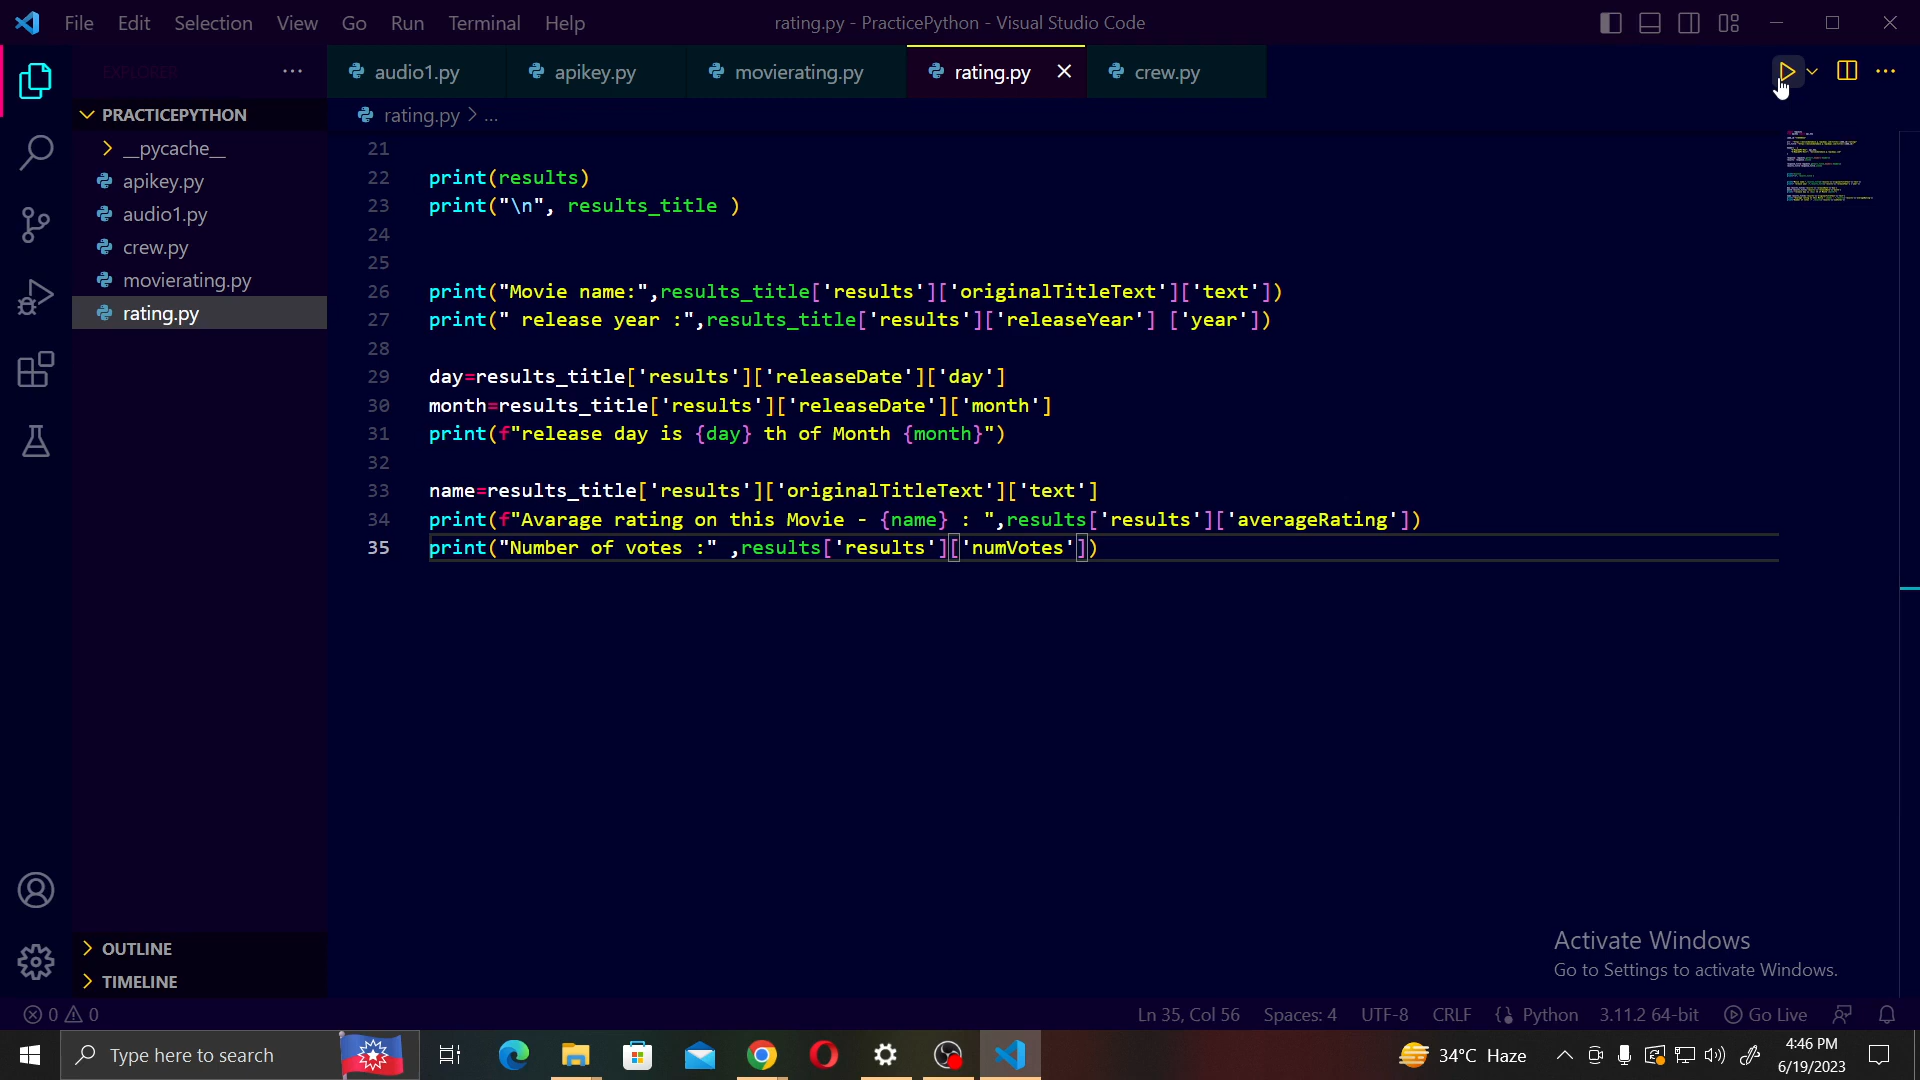 File Edit Selection View Go Run Terminal Help
rating.py - PracticePython - Visual Studio Code
EXPLORER
audio1.py apikey.py movierating.py rating.py crew.py
PRACTICEPYTHON
rating.py > ...
__pycache__
apikey.py
audio1.py
crew.py
movierating.py
rating.py
OUTLINE
TIMELINE
21
22 print(results)
23 print("\n", results_title )
24
25
26 print("Movie name:",results_title['results']['originalTitleText']['text'])
27 print(" release year :",results_title['results']['releaseYear'] ['year'])
28
29 day=results_title['results']['releaseDate']['day']
30 month=results_title['results']['releaseDate']['month']
31 print(f"release day is {day} th of Month {month}")
32
33 name=results_title['results']['originalTitleText']['text']
34 print(f"Avarage rating on this Movie - {name} : ",results['results']['averageRating'])
35 print("Number of votes :" ,results['results']['numVotes'])
Activate Windows
Go to Settings to activate Windows.
0 0 Ln 35, Col 56 Spaces: 4 UTF-8 CRLF Python 3.11.2 64-bit Go Live
Type here to search
34°C Haze
4:46 PM
6/19/2023